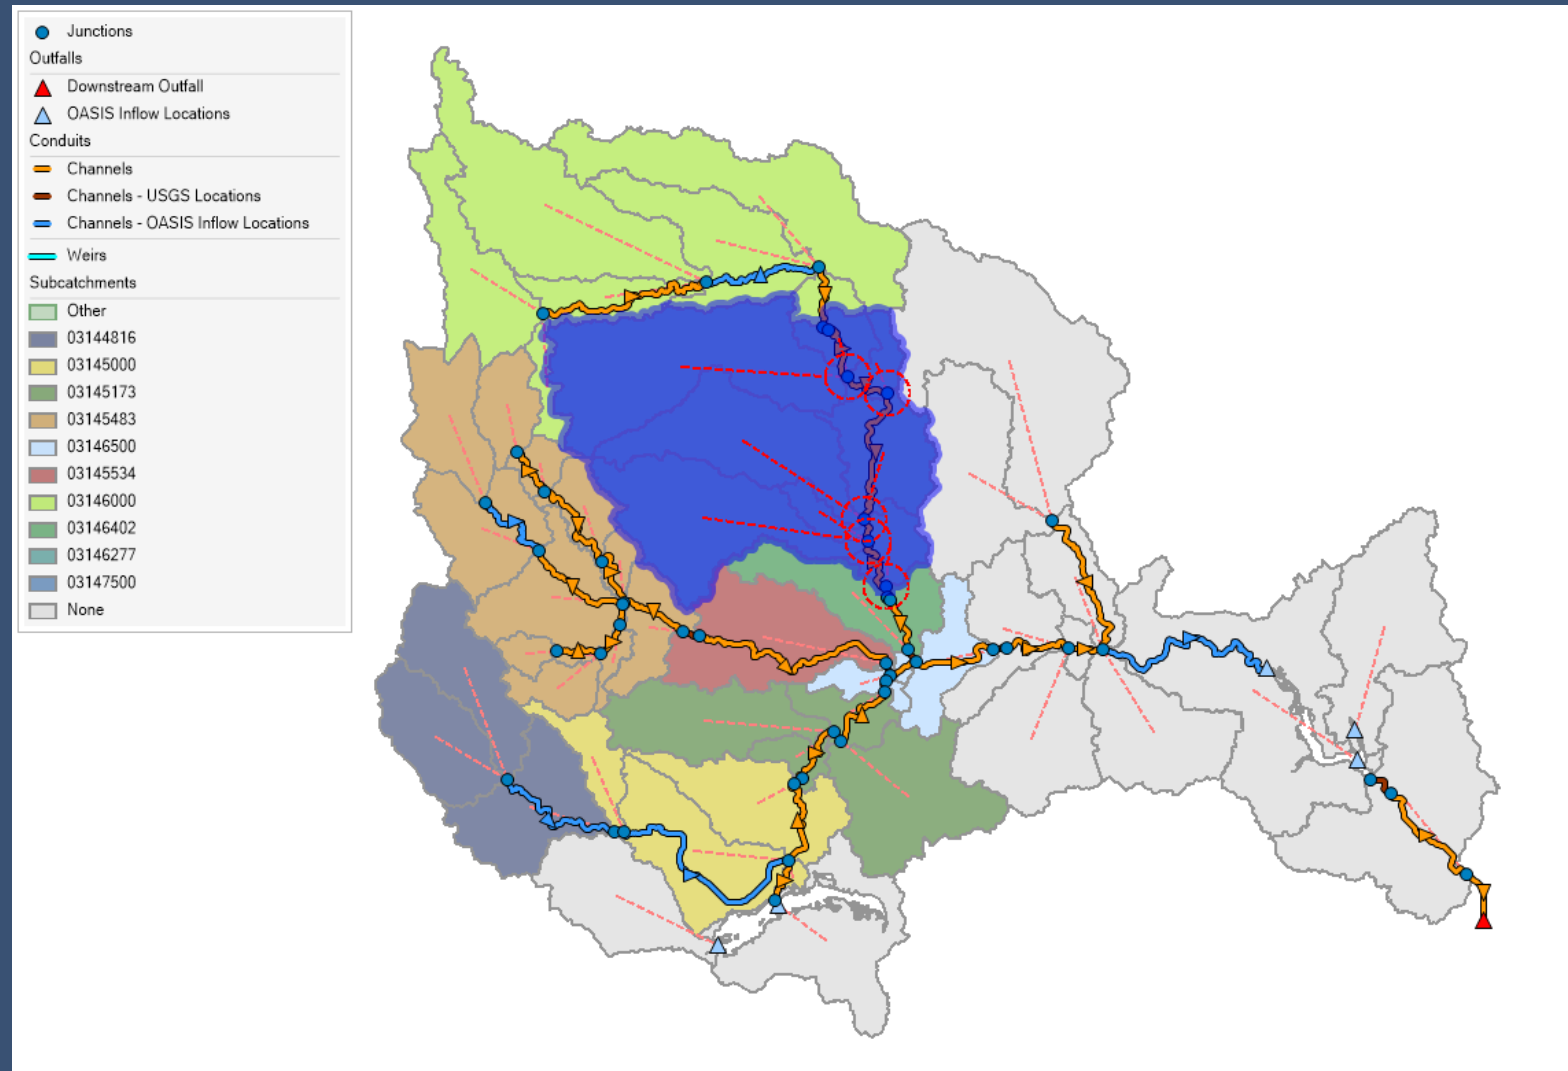 Junctions
Outfalls
Downstream Outfall
OASIS Inflow Locations
Conduits
Channels
Channels - USGS Locations
Channels - OASIS Inflow Locations
Weirs
Subcatchments
Other
03144816
03145000
03145173
03145483
03146500
03145534
03146000
03146402
03146277
03147500
None